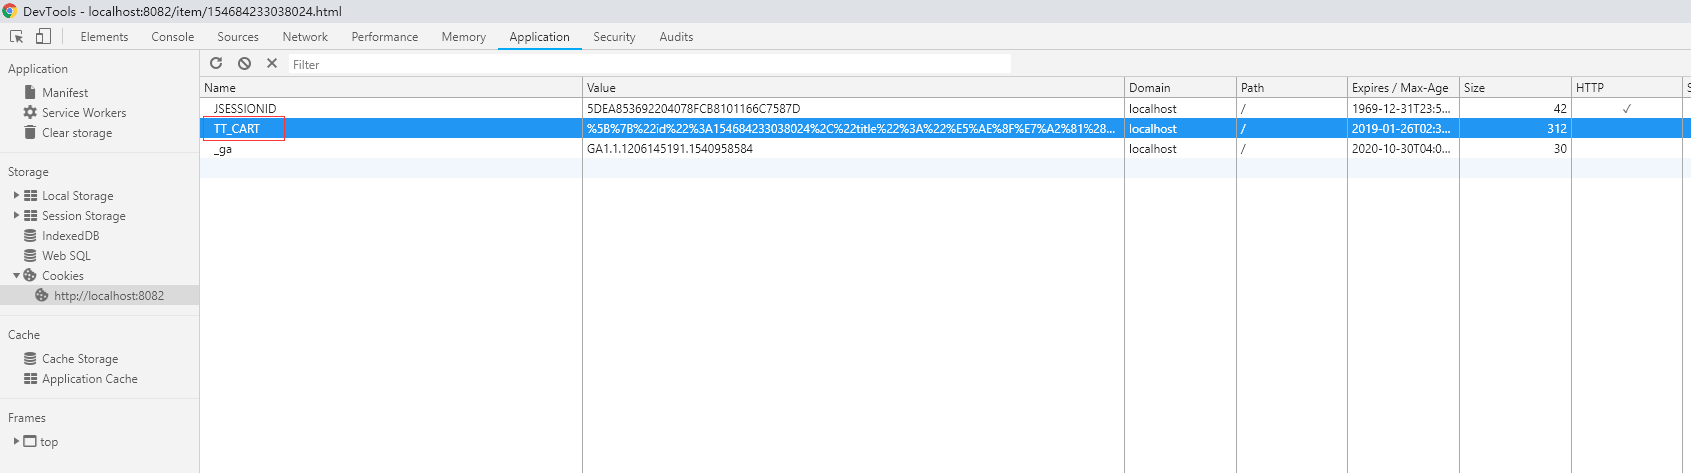 DevTools - localhost:8082/item/154684233038024.html
Elements Console Sources Network Performance Memory Application Security Audits
Application
Manifest
Service Workers
Clear storage
Storage
Local Storage
Session Storage
IndexedDB
Web SQL
Cookies
http://localhost:8082
Cache
Cache Storage
Application Cache
Frames
top
Filter
Name Value Domain Path Expires / Max-Age Size HTTP S
JSESSIONID 5DEA853692204078FCB8101166C7587D localhost / 1969-12-31T23:5... 42 ✓
TT_CART %5B%7B%22id%22%3A154684233038024%2C%22title%22%3A%22%E5%AE%8F%E7%A2%81%28... localhost / 2019-01-26T02:3... 312
_ga GA1.1.1206145191.1540958584 localhost / 2020-10-30T04:0... 30